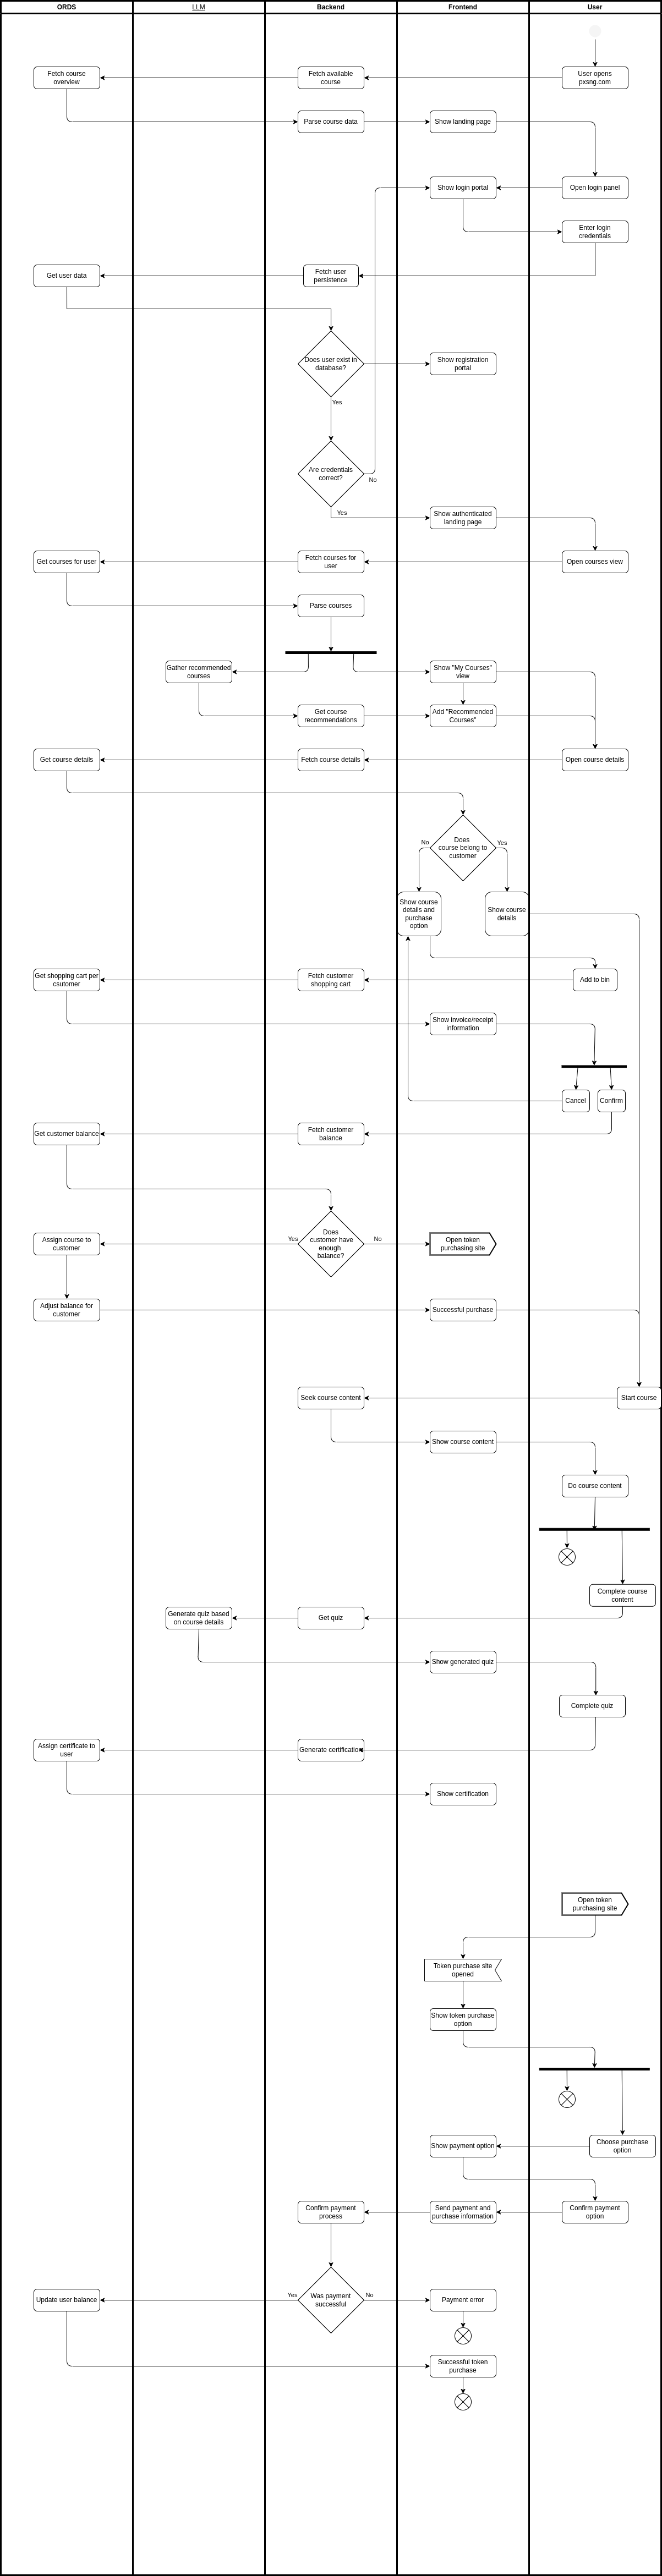 ORDS
LLM
Backend
Frontend
User
Fetch course
overview
Fetch available
course
User opens
pxsng.com
Parse course data
Show landing page
Show login portal
Open login panel
Enter login
credentials
Get user data
Fetch user
persistence
Does user exist in
database?
Show registration
portal
Yes
Are credentials
correct?
No
Yes
Show authenticated
landing page
Get courses for user
Fetch courses for
user
Open courses view
Parse courses
Gather recommended
courses
Show "My Courses"
view
Get course
recommendations
Add "Recommended
Courses"
Get course details
Fetch course details
Open course details
No
Does
course belong to
customer
Yes
Show course
details and
purchase
option
Show course
details
Get shopping cart per
csutomer
Fetch customer
shopping cart
Add to bin
Show invoice/receipt
information
Cancel
Confirm
Get customer balance
Fetch customer
balance
Assign course to
customer
Yes
Does
customer have
enough
balance?
No
Open token
purchasing site
Adjust balance for
customer
Successful purchase
Seek course content
Start course
Show course content
Do course content
Complete course
content
Generate quiz based
on course details
Get quiz
Show generated quiz
Complete quiz
Assign certificate to
user
Generate certification
Show certification
Open token
purchasing site
Token purchase site
opened
Show token purchase
option
Show payment option
Choose purchase
option
Confirm payment
process
Send payment and
purchase information
Confirm payment
option
Update user balance
Yes
Was payment
successful
No
Payment error
Successful token
purchase